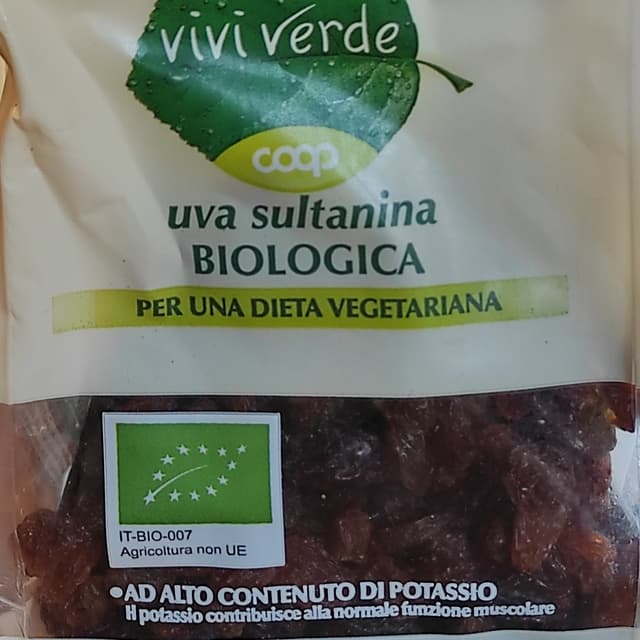 vivi verde
coop
uva sultanina
BIOLOGICA
PER UNA DIETA VEGETARIANA
IT-BIO-007
Agricoltura non UE
•AD ALTO CONTENUTO DI POTASSIO
Il potassio contribuisce alla normale funzione muscolare